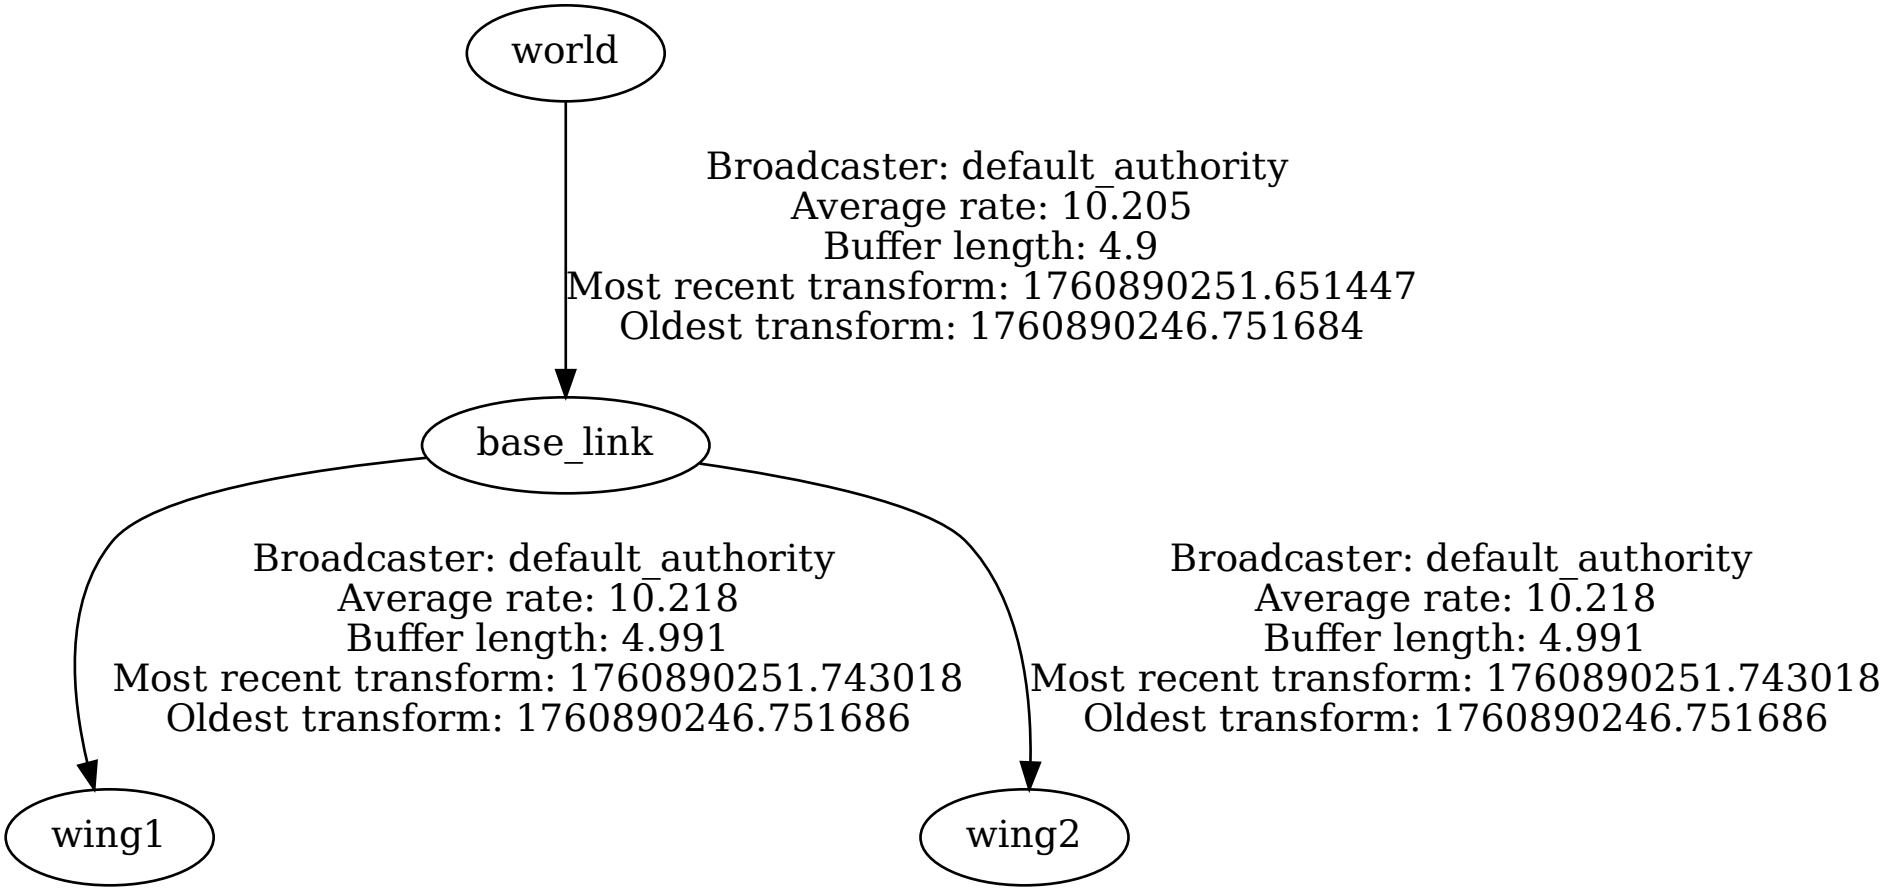 world
Broadcaster: default_authority
Average rate: 10.205
Buffer length: 4.9
Most recent transform: 1760890251.651447
Oldest transform: 1760890246.751684
base_link
Broadcaster: default_authority
Average rate: 10.218
Buffer length: 4.991
Most recent transform: 1760890251.743018
Oldest transform: 1760890246.751686
Broadcaster: default_authority
Average rate: 10.218
Buffer length: 4.991
Most recent transform: 1760890251.743018
Oldest transform: 1760890246.751686
wing1
wing2